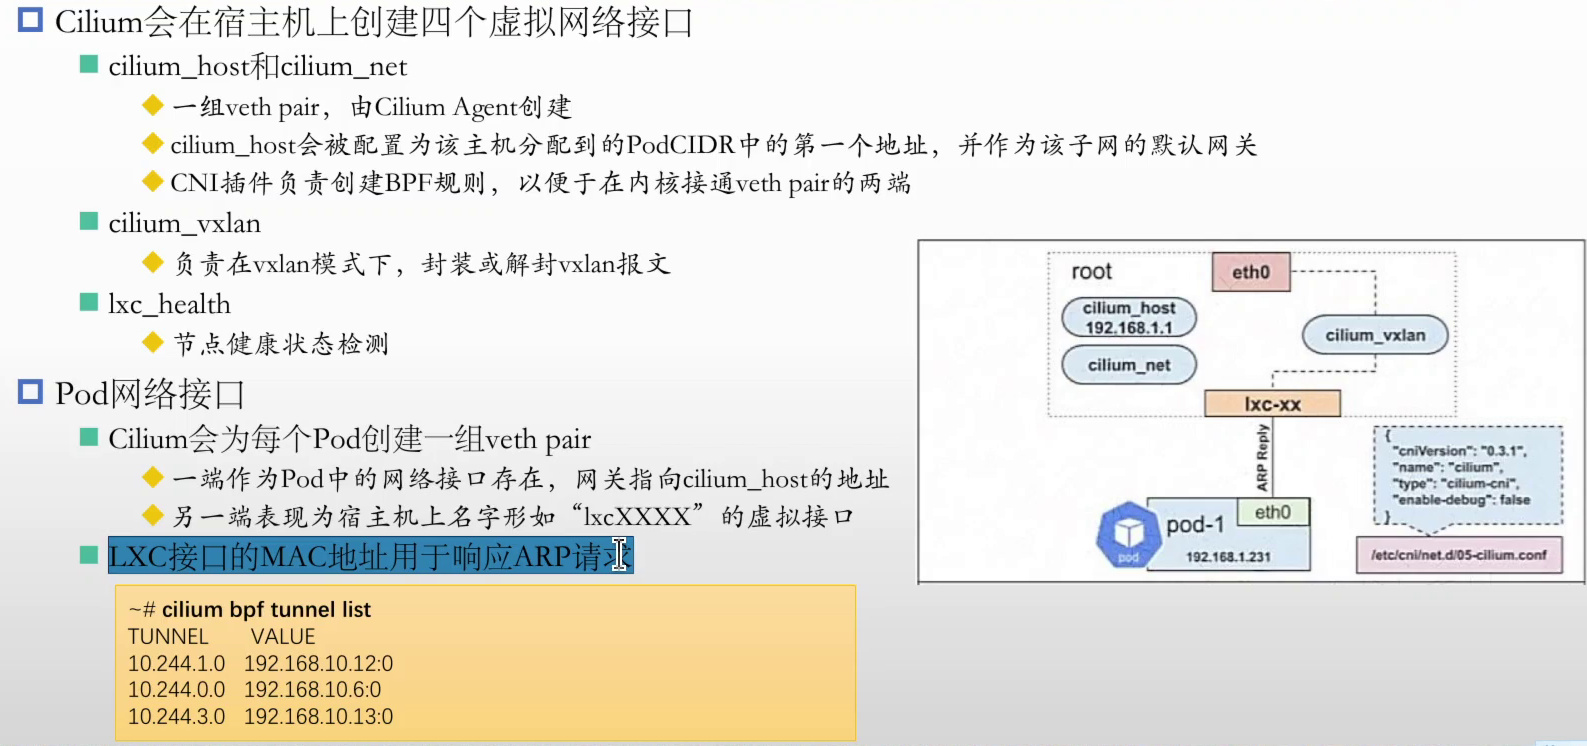 Cilium会在宿主机上创建四个虚拟网络接口
cilium_host和cilium_net
一组veth pair，由Cilium Agent创建
cilium_host会被配置为该主机分配到的PodCIDR中的第一个地址，并作为该子网的默认网关
CNI插件负责创建BPF规则，以便于在内核接通veth pair的两端
cilium_vxlan
负责在vxlan模式下，封装或解封vxlan报文
lxc_health
节点健康状态检测
Pod网络接口
Cilium会为每个Pod创建一组veth pair
一端作为Pod中的网络接口存在，网关指向cilium_host的地址
另一端表现为宿主机上名字形如“lxcXXXX”的虚拟接口
LXC接口的MAC地址用于响应ARP请求
~# cilium bpf tunnel list
TUNNEL VALUE
10.244.1.0 192.168.10.12:0
10.244.0.0 192.168.10.6:0
10.244.3.0 192.168.10.13:0
root
eth0
cilium_host
192.168.1.1
cilium_vxlan
cilium_net
lxc-xx
ARP Reply
{
"cniVersion": "0.3.1",
"name": "cilium",
"type": "cilium-cni",
"enable-debug": false
}
eth0
pod-1
pod
192.168.1.231
/etc/cni/net.d/05-cilium.conf